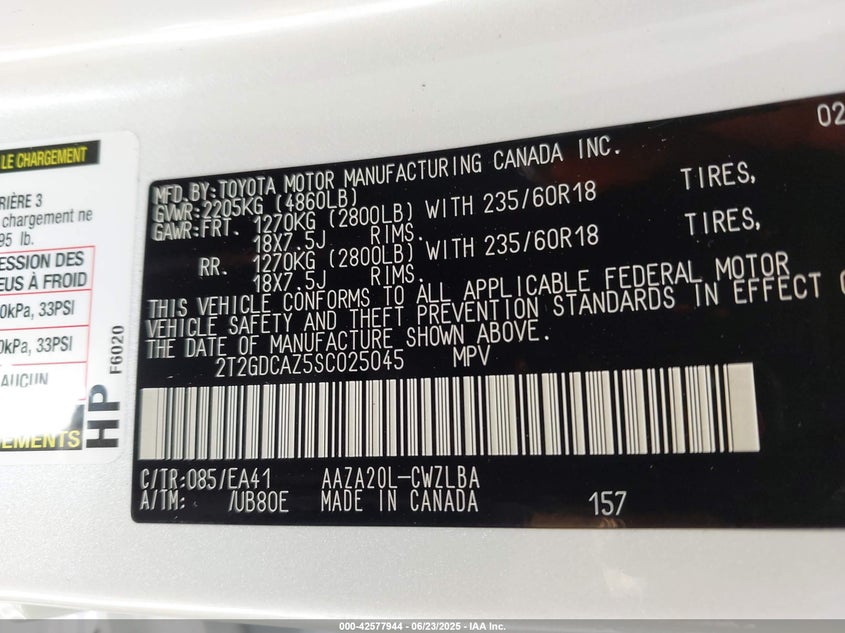 LE CHARGEMENT
RIÈRE 3
chargement ne
95 lb.
ESSION DES
EUS À FROID
0kPa, 33PSI
0kPa, 33PSI
AUCUN
EMENTS
HP
F6020
02
MFD.BY:TOYOTA MOTOR MANUFACTURING CANADA INC.
GVWR:2205KG (4860LB)
GAWR:FRT. 1270KG (2800LB) WITH 235/60R18 TIRES,
18X7.5J RIMS.
RR. 1270KG (2800LB) WITH 235/60R18 TIRES,
18X7.5J RIMS.
THIS VEHICLE CONFORMS TO ALL APPLICABLE FEDERAL MOTOR
VEHICLE SAFETY AND THEFT PREVENTION STANDARDS IN EFFECT
THE DATE OF MANUFACTURE SHOWN ABOVE.
2T2GDCAZ5SC025045 MPV
C/TR:085/EA41 AAZA20L-CWZLBA
A/TM: /UB80E MADE IN CANADA 157
000-42577944 - 06/23/2025 - IAA Inc.